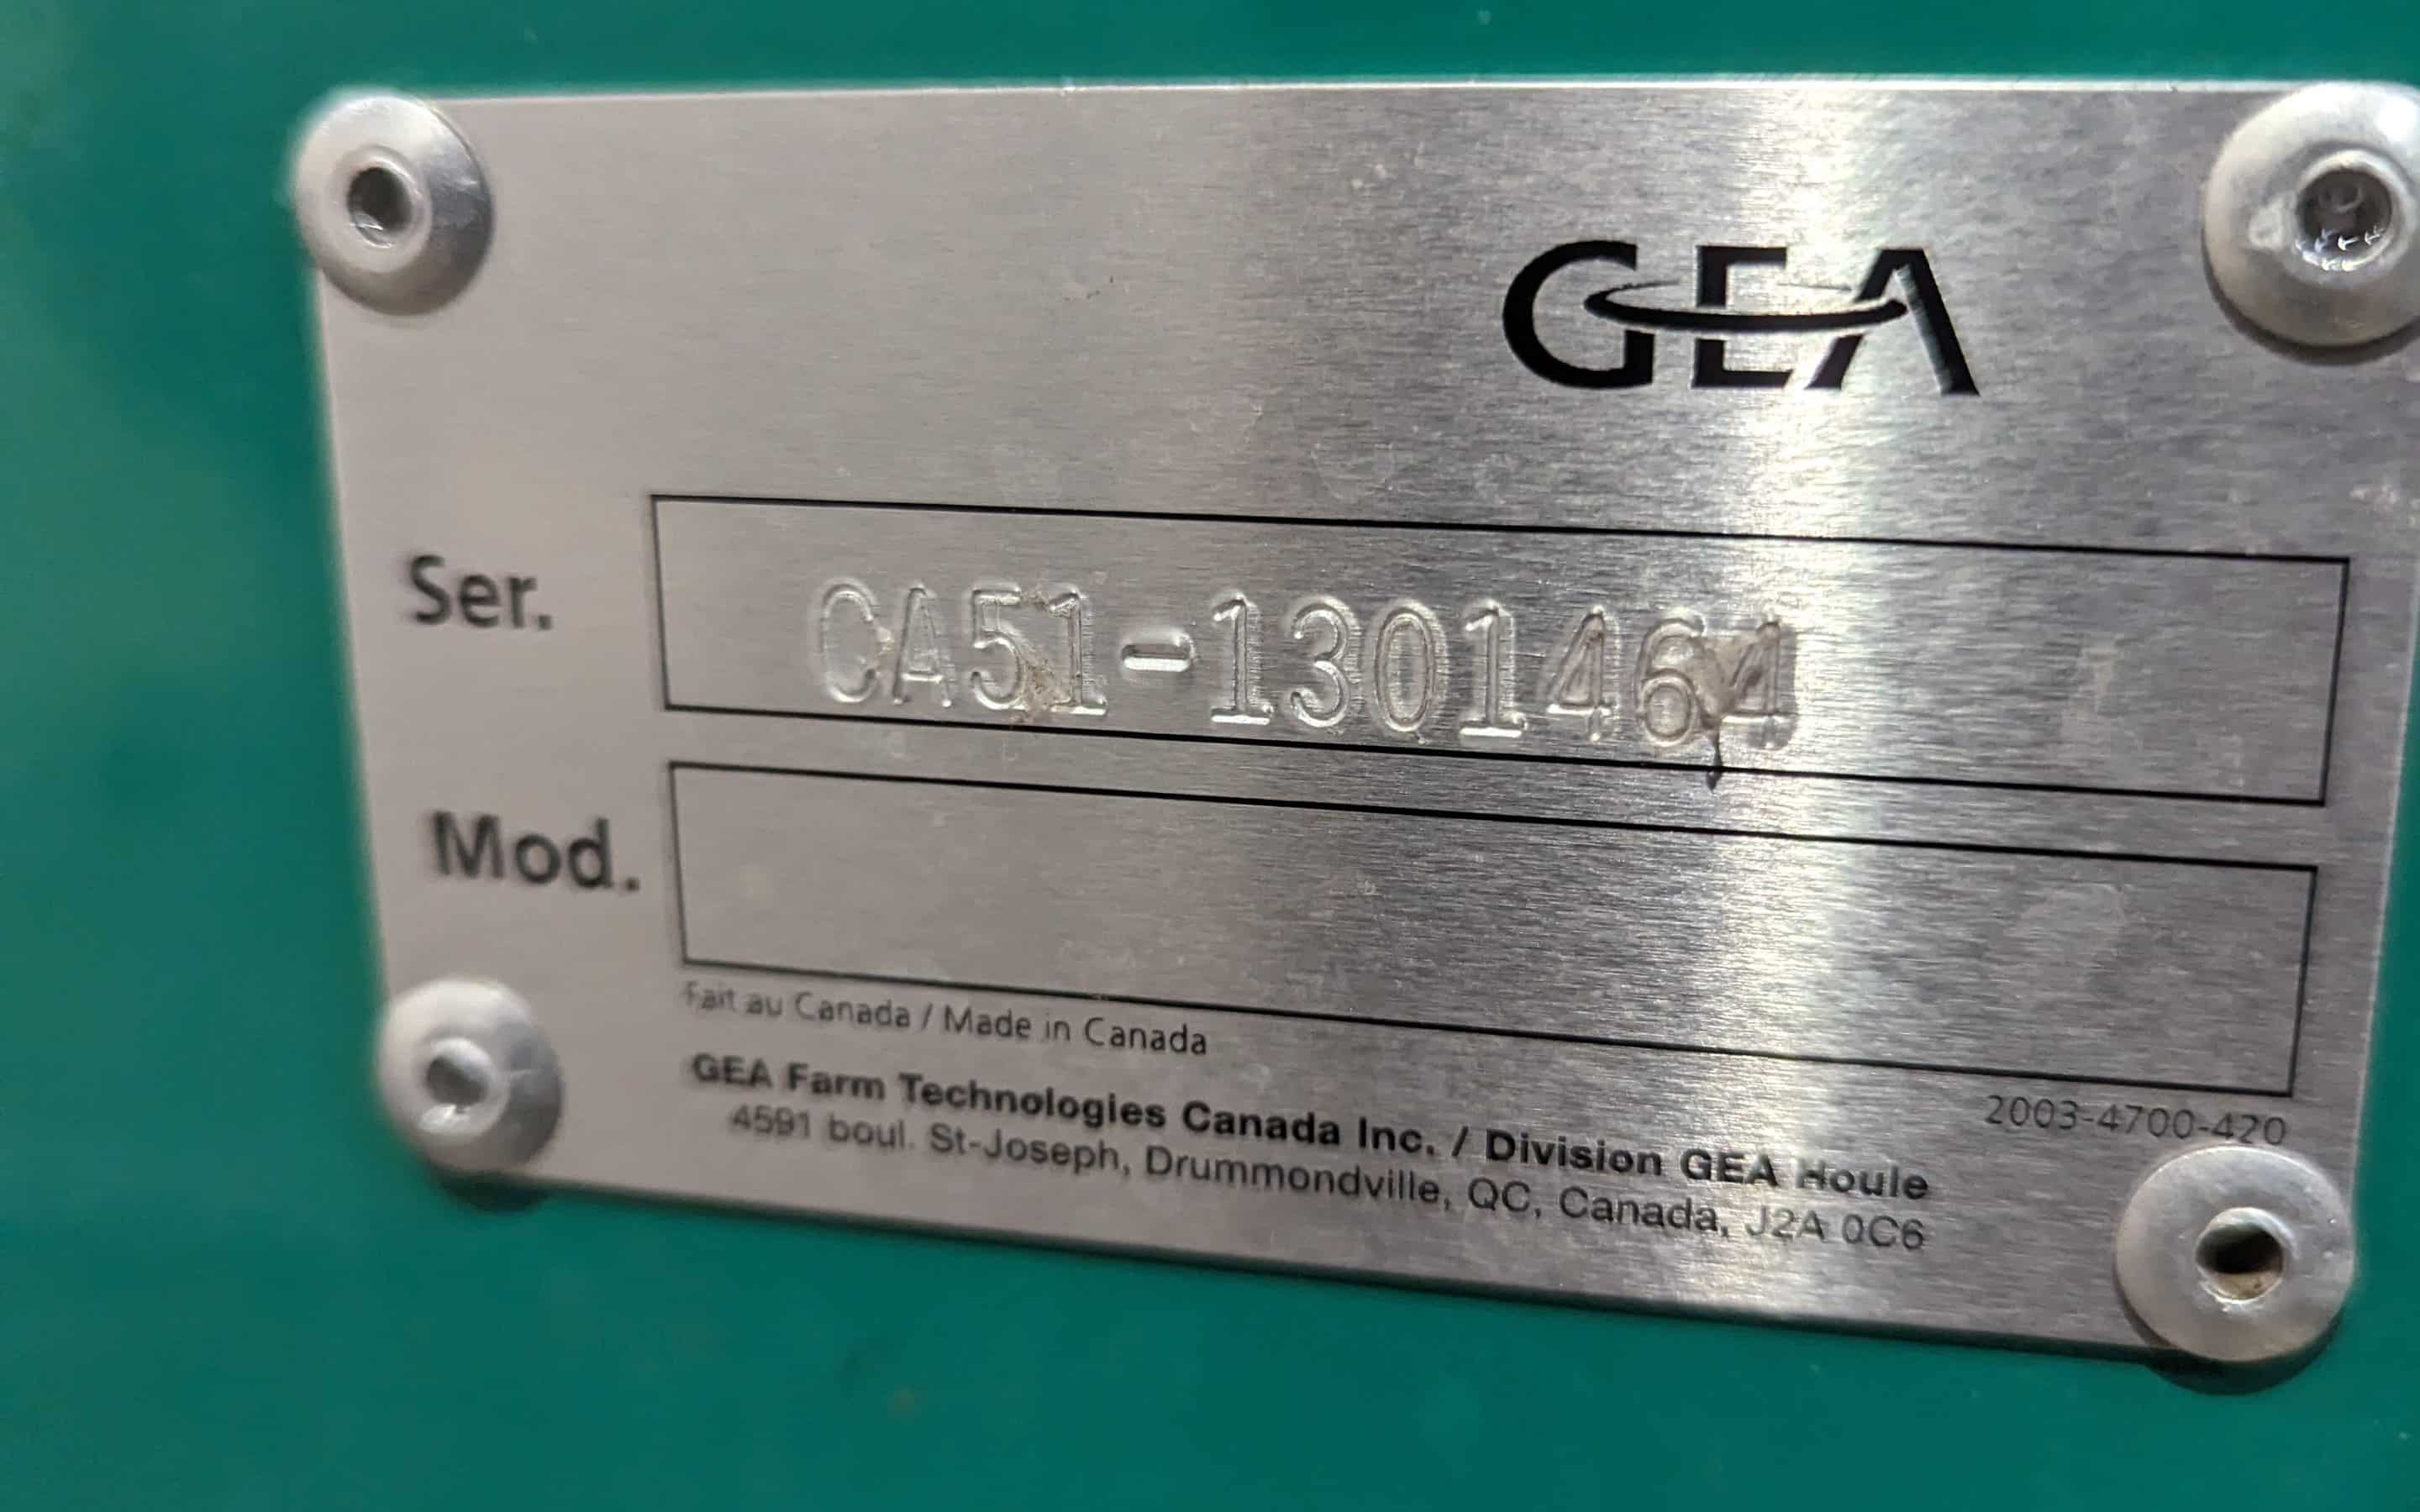 GEA
Ser. CA51-1301464
Mod.
Fait au Canada / Made in Canada
2003-4700-420
GEA Farm Technologies Canada Inc. / Division GEA Houle
4591 boul. St-Joseph, Drummondville, QC, Canada, J2A 0C6